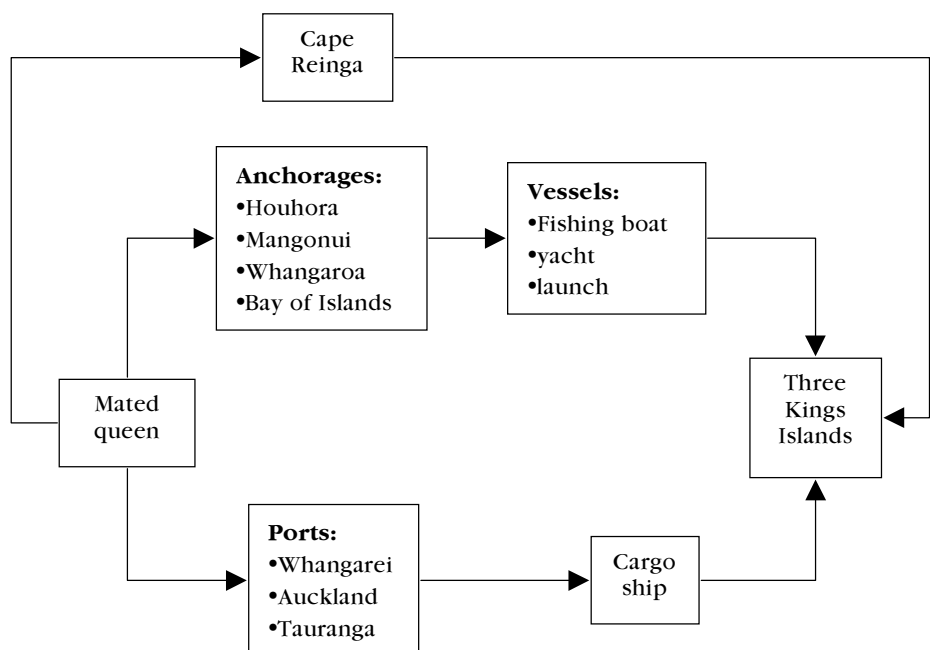 Cape
Reinga
Anchorages:
•Houhora
•Mangonui
•Whangaroa
•Bay of Islands
Vessels:
•Fishing boat
•yacht
•launch
Mated
queen
Three
Kings
Islands
Ports:
•Whangarei
•Auckland
•Tauranga
Cargo
ship